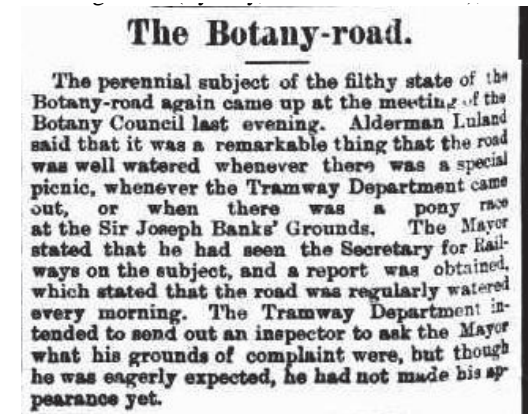 The Botany-road.
The perennial subject of the filthy state of the
Botany-road again came up at the meeting of the
Botany Council last evening. Alderman Luland
said that it was a remarkable thing that the road
was well watered whenever there was a special
picnic, whenever the Tramway Department came
out, or when there was a pony race
at the Sir Joseph Banks' Grounds. The Mayor
stated that he had seen the Secretary for Rail-
ways on the subject, and a report was obtained,
which stated that the road was regularly watered
every morning. The Tramway Department in-
tended to send out an inspector to ask the Mayor
what his grounds of complaint were, but though
he was eagerly expected, he had not made his ap-
pearance yet.